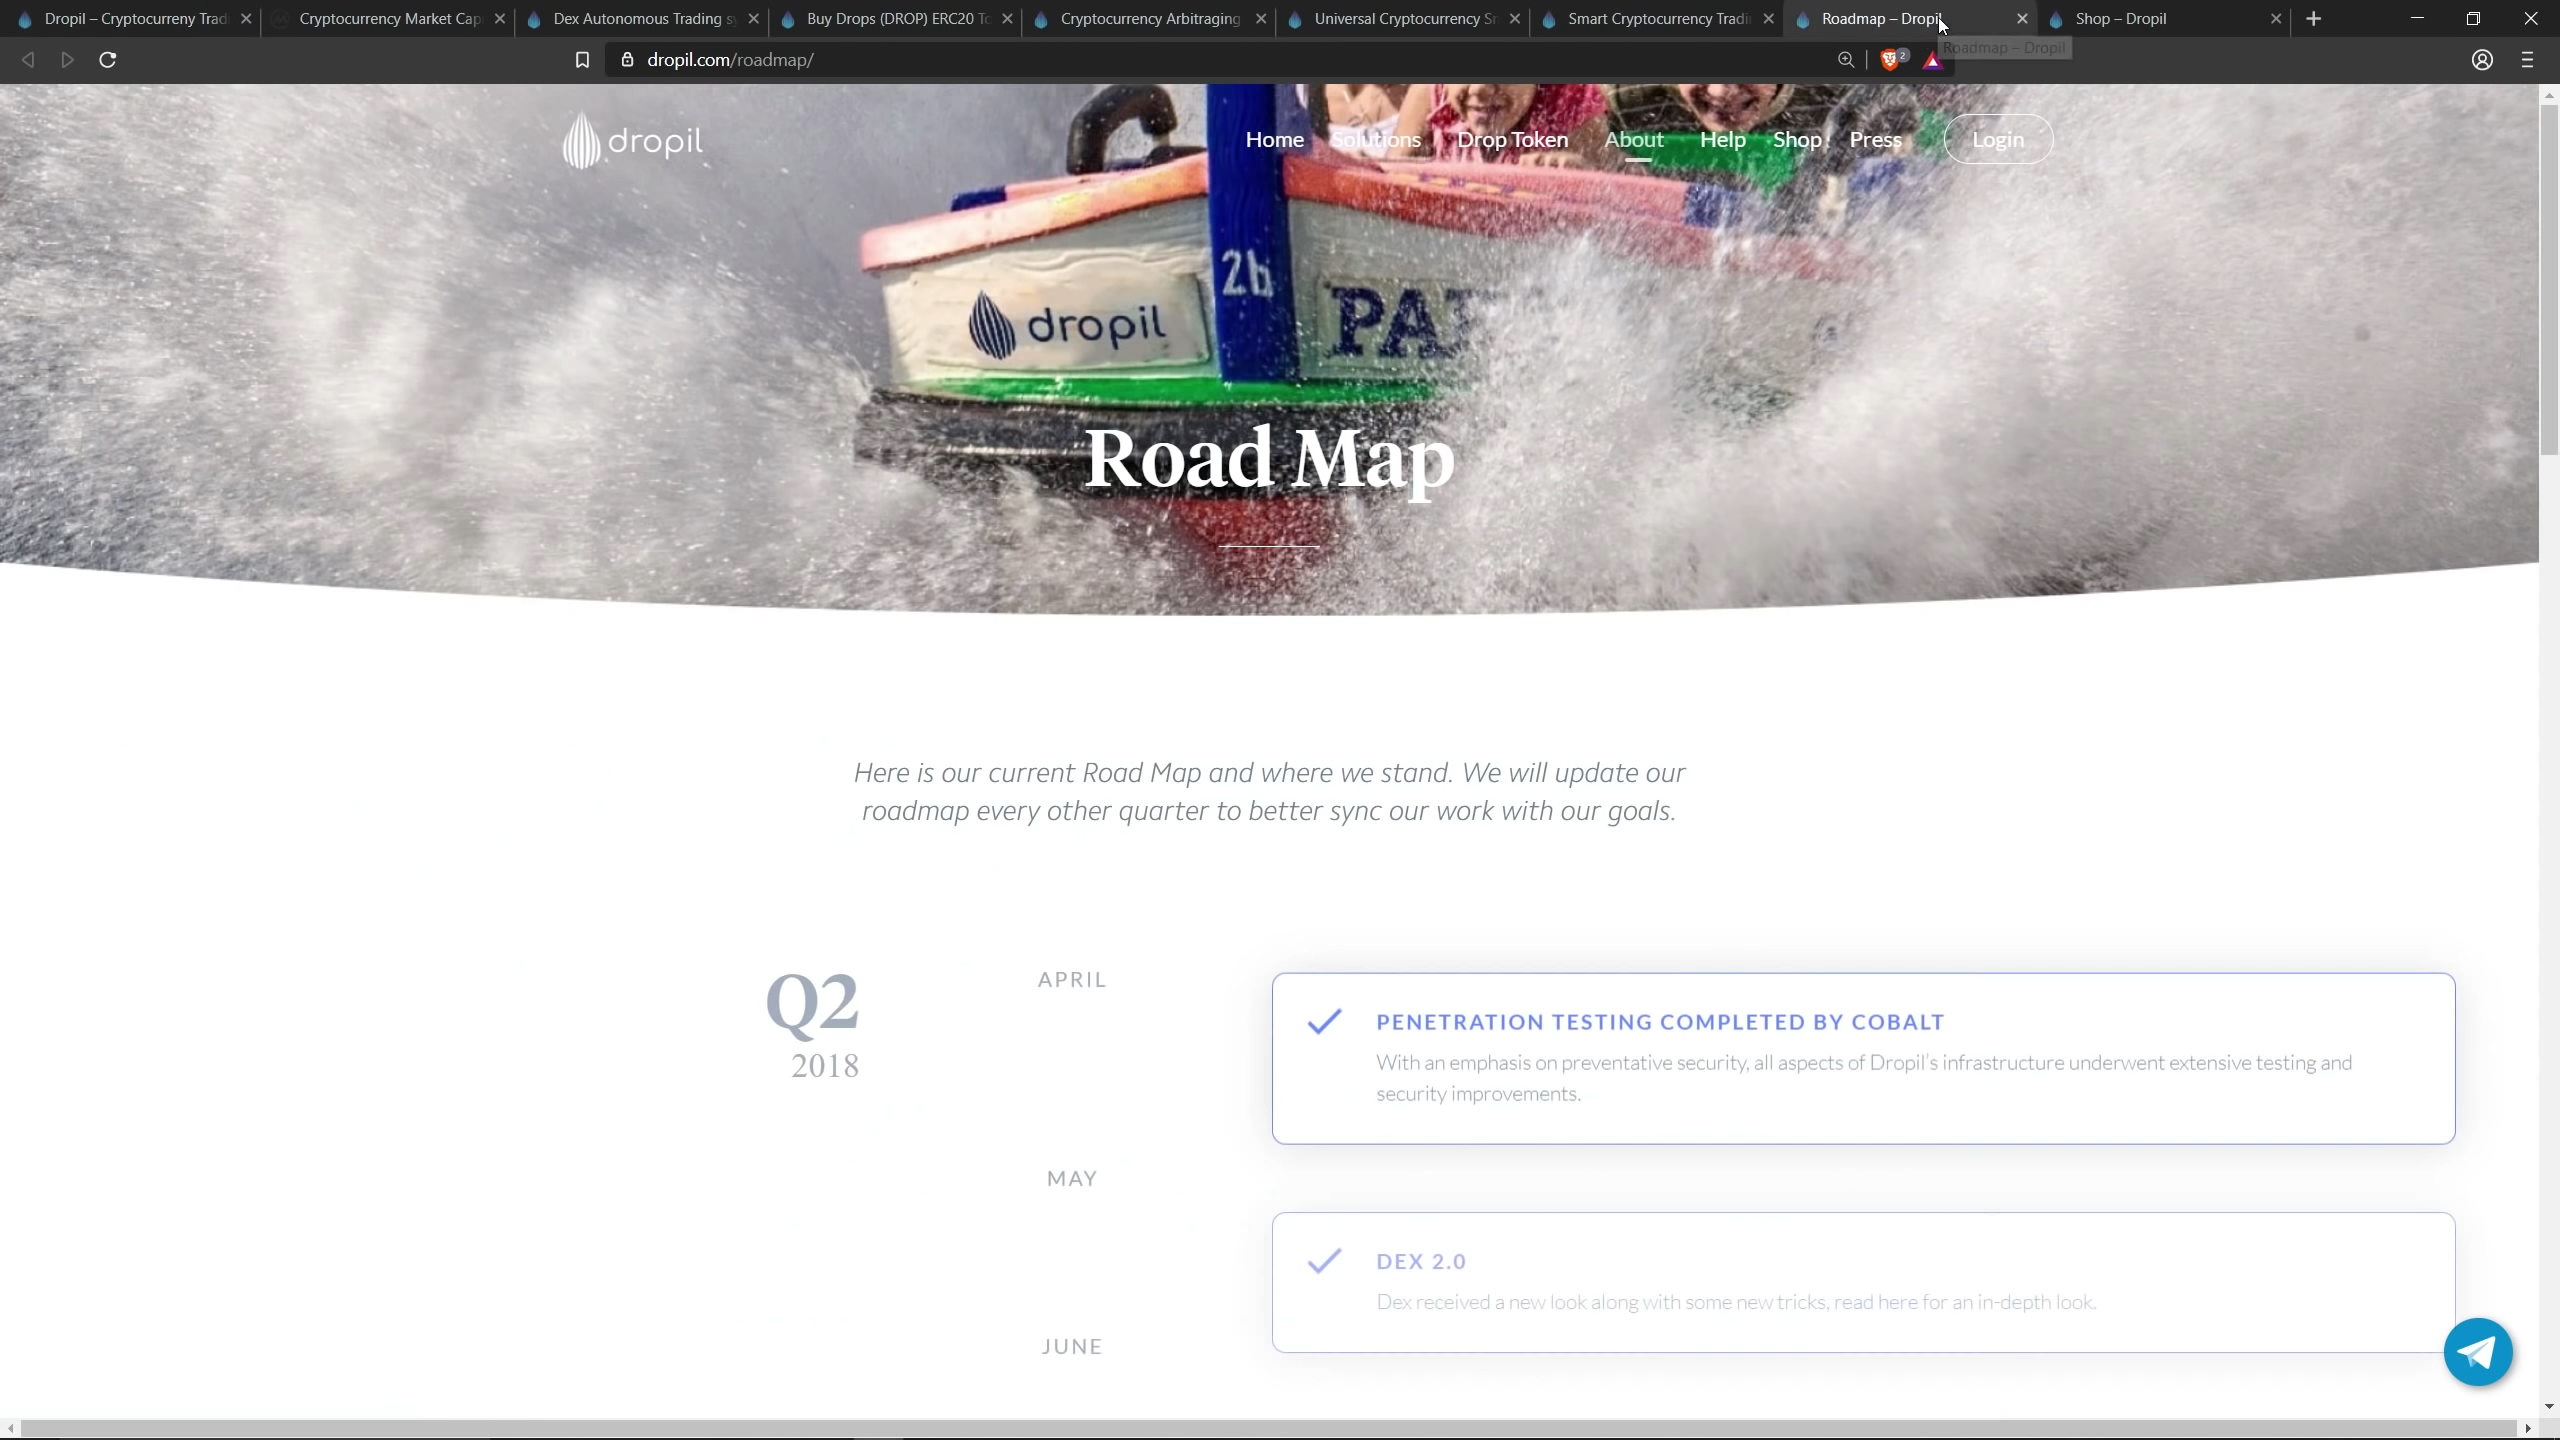 Dropil – Cryptocurreny Trad
Cryptocurrency Market Cap
Dex Autonomous Trading s
Buy Drops (DROP) ERC20 To
Cryptocurrency Arbitraging
Universal Cryptocurrency S
Smart Cryptocurrency Tradi
Roadmap – Dropil
Shop – Dropil
dropil.com/roadmap/
2
Roadmap – Dropil
dropil
Home
Solutions
Drop Token
About
Help
Shop
Press
Login
2b
dropil
Road Map
Here is our current Road Map and where we stand. We will update our
roadmap every other quarter to better sync our work with our goals.
Q2
2018
APRIL
PENETRATION TESTING COMPLETED BY COBALT
With an emphasis on preventative security, all aspects of Dropil's infrastructure underwent extensive testing and
security improvements.
MAY
DEX 2.0
Dex received a new look along with some new tricks, read here for an in-depth look.
JUNE